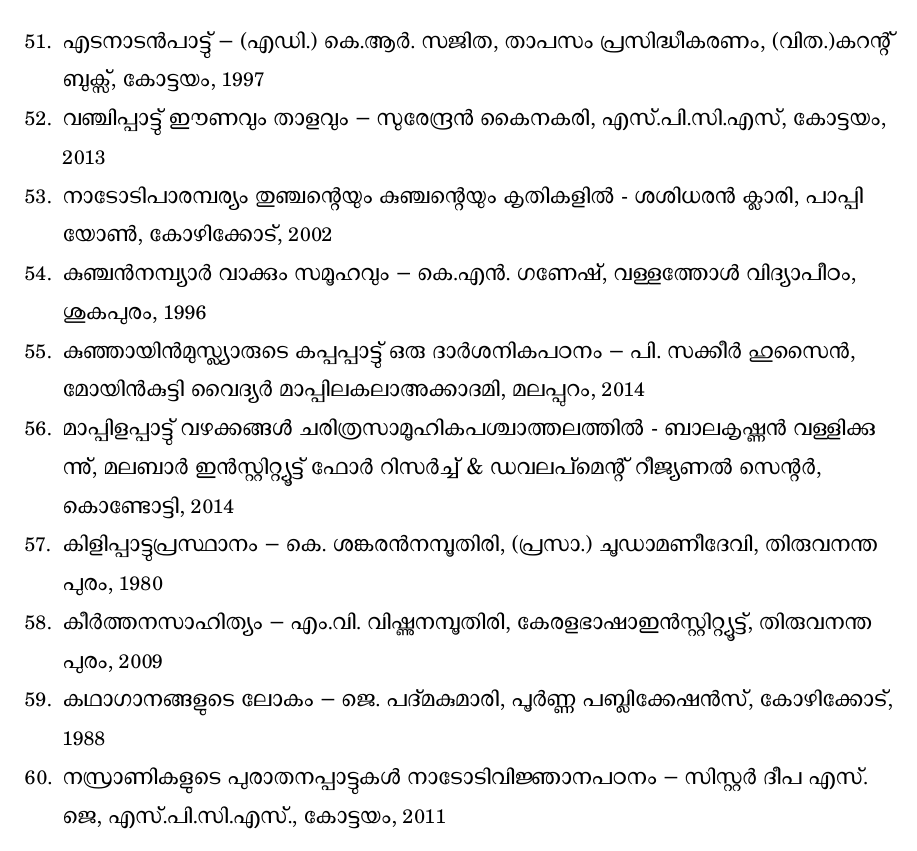 51. എടനാടൻപാട്ട് – (എഡി.) കെ.ആർ. സജിത, താപസം പ്രസിദ്ധീകരണം, (വിത.)കറന്റ്
ബുക്സ്, കോട്ടയം, 1997
52. വഞ്ചിപ്പാട്ട് ഈണവും താളവും – സുരേന്ദ്രൻ കൈനകരി, എസ്.പി.സി.എസ്, കോട്ടയം,
2013
53. നാടോടിപാരമ്പര്യം തുഞ്ചന്റെയും കുഞ്ചന്റെയും കൃതികളിൽ - ശശിധരൻ ക്ലാരി, പാപ്പി
യോൺ, കോഴിക്കോട്, 2002
54. കുഞ്ചൻനമ്പ്യാർ വാക്കും സമൂഹവും – കെ.എൻ. ഗണേഷ്, വള്ളത്തോൾ വിദ്യാപീഠം,
ശുകപുരം, 1996
55. കുഞ്ഞായിൻമുസ്ല്യാരുടെ കപ്പപ്പാട്ട് ഒരു ദാർശനികപഠനം – പി. സക്കീർ ഹുസൈൻ,
മോയിൻകുട്ടി വൈദ്യർ മാപ്പിലകലാഅക്കാദമി, മലപ്പുറം, 2014
56. മാപ്പിളപ്പാട്ട് വഴക്കങ്ങൾ ചരിത്രസാമൂഹികപശ്ചാത്തലത്തിൽ - ബാലകൃഷ്ണൻ വള്ളിക്കു
ന്ന്, മലബാർ ഇൻസ്റ്റിറ്റ്യൂട്ട് ഫോർ റിസർച്ച് & ഡവലപ്മെന്റ് റീജ്യണൽ സെന്റർ,
കൊണ്ടോട്ടി, 2014
57. കിളിപ്പാട്ടുപ്രസ്ഥാനം – കെ. ശങ്കരൻനമ്പൂതിരി, (പ്രസാ.) ചൂഡാമണീദേവി, തിരുവനന്ത
പുരം, 1980
58. കീർത്തനസാഹിത്യം – എം.വി. വിഷ്ണുനമ്പൂതിരി, കേരളഭാഷാഇൻസ്റ്റിറ്റ്യൂട്ട്, തിരുവനന്ത
പുരം, 2009
59. കഥാഗാനങ്ങളുടെ ലോകം – ജെ. പദ്മകുമാരി, പൂർണ്ണ പബ്ലിക്കേഷൻസ്, കോഴിക്കോട്,
1988
60. നസ്രാണികളുടെ പുരാതനപ്പാട്ടുകൾ നാടോടിവിജ്ഞാനപഠനം – സിസ്റ്റർ ദീപ എസ്.
ജെ, എസ്.പി.സി.എസ്., കോട്ടയം, 2011